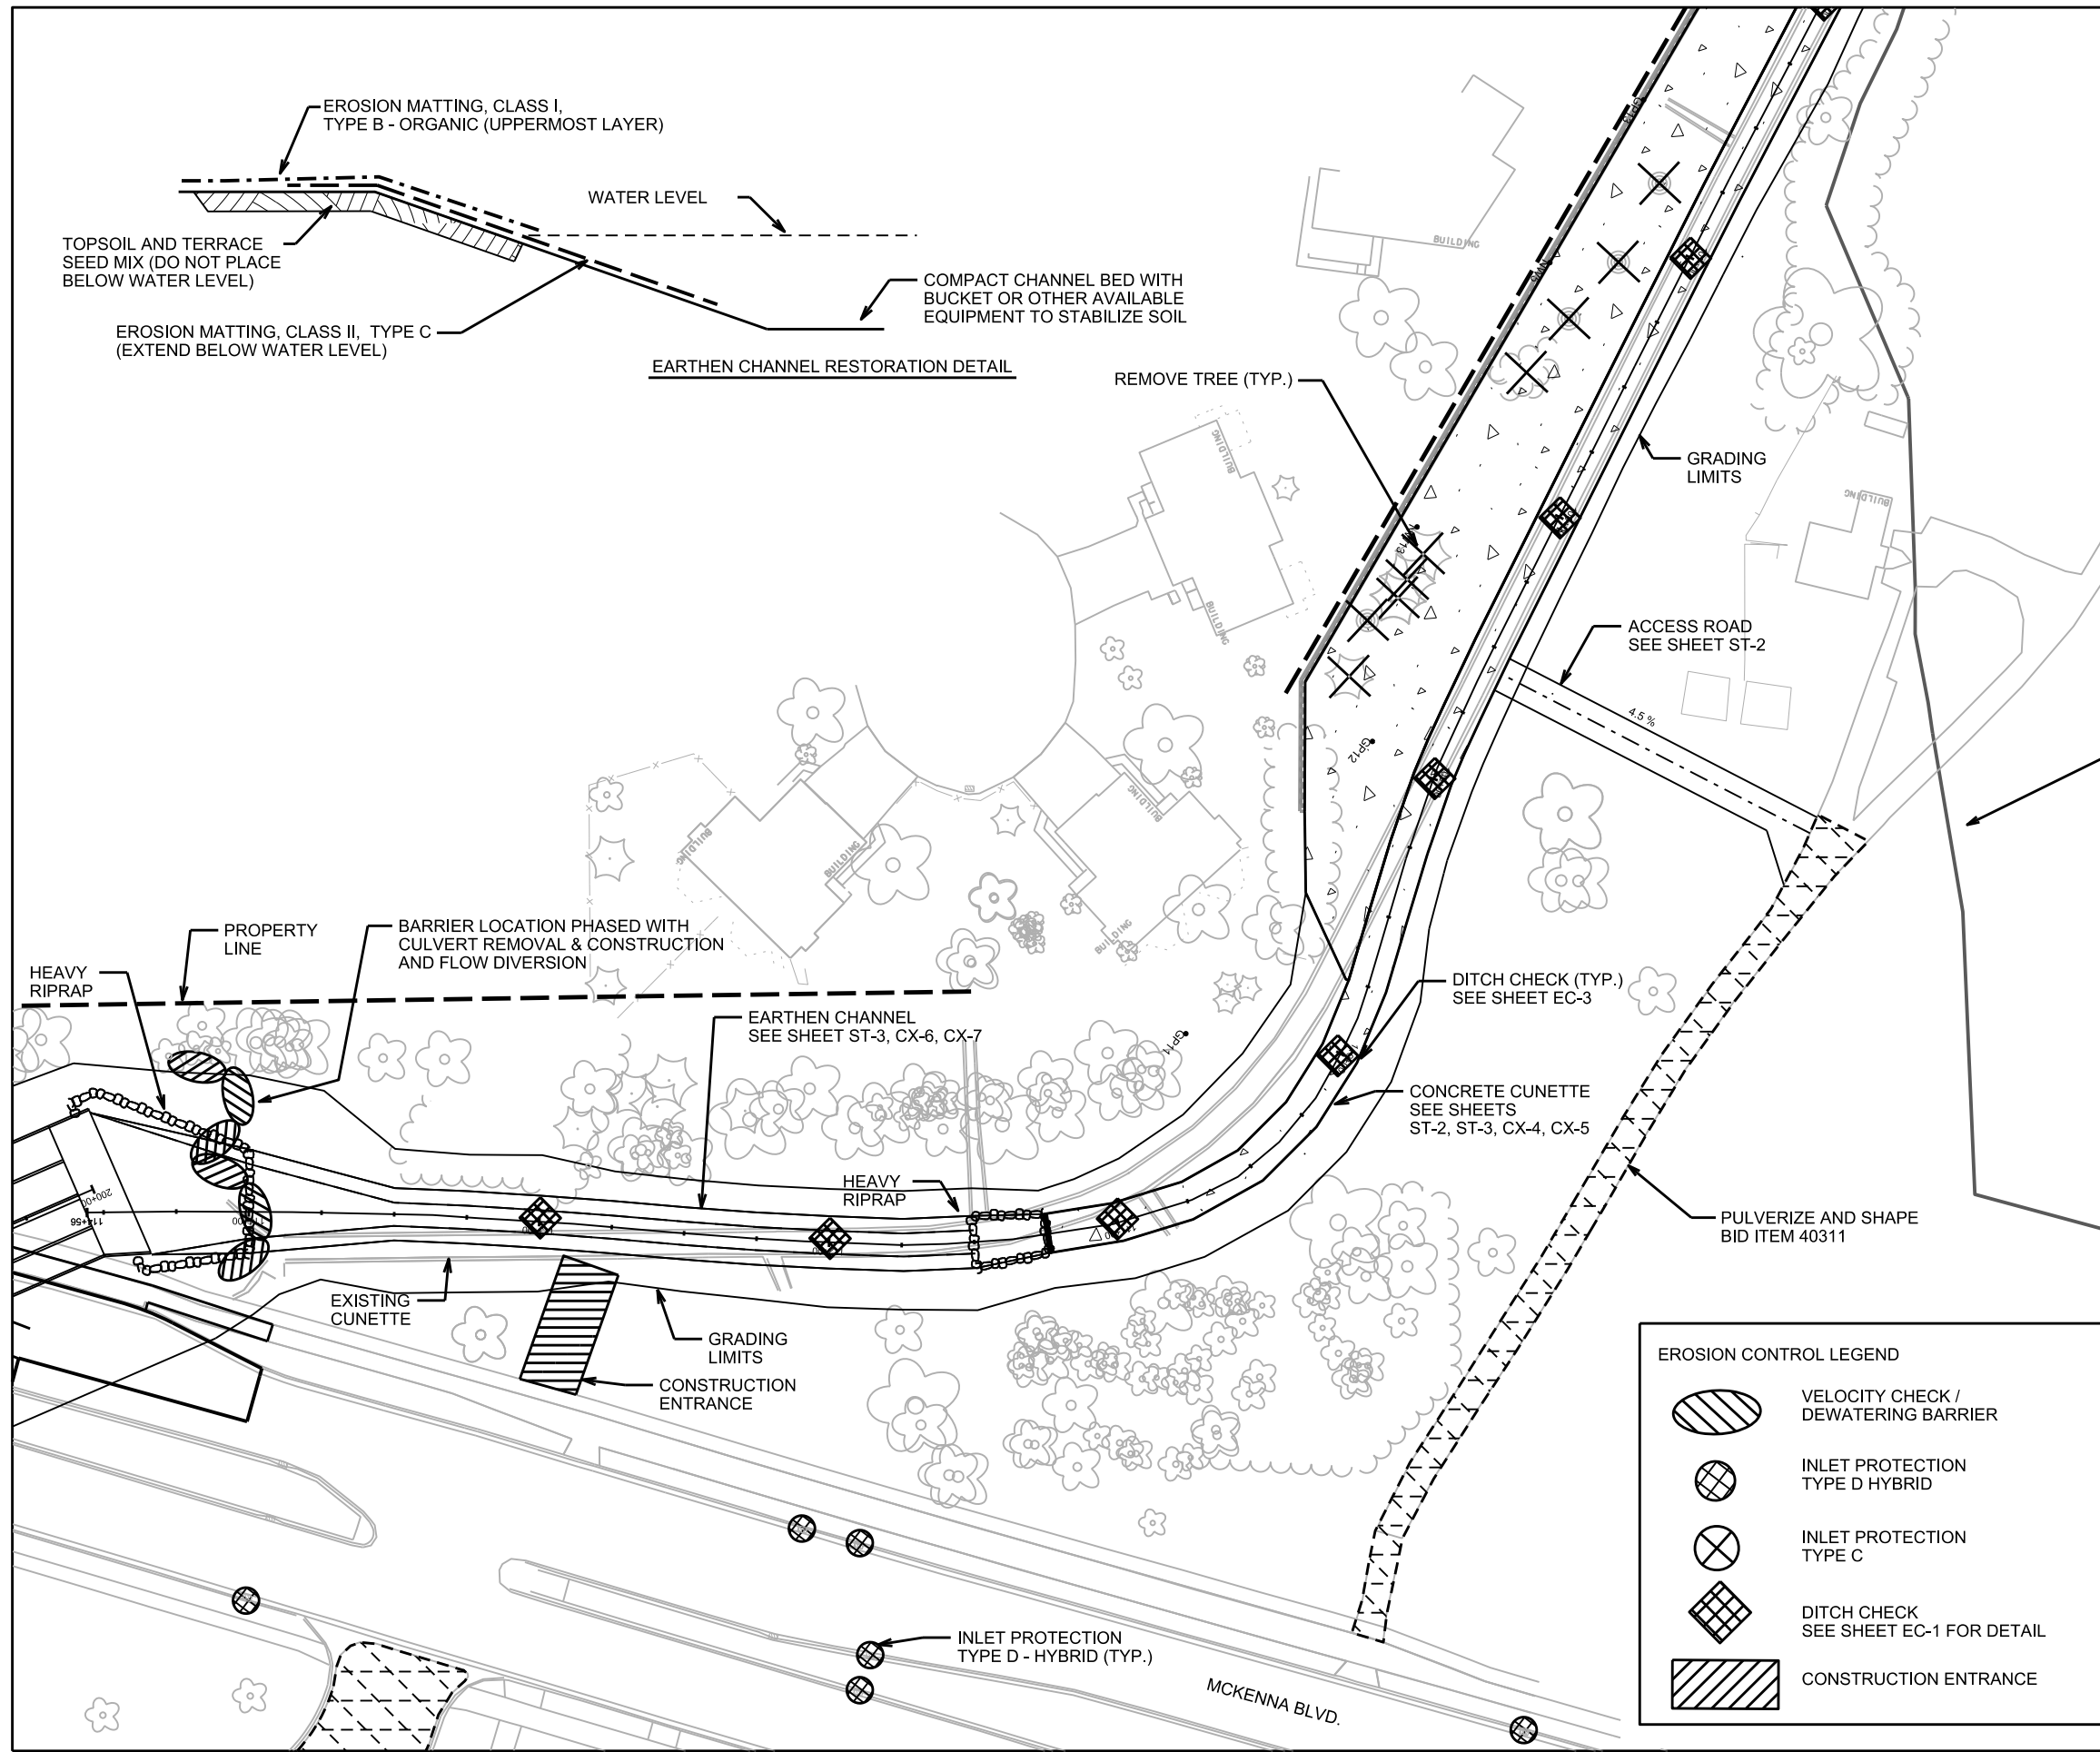 EROSION MATTING, CLASS I,
TYPE B - ORGANIC (UPPERMOST LAYER)
WATER LEVEL
TOPSOIL AND TERRACE
SEED MIX (DO NOT PLACE
BELOW WATER LEVEL)
COMPACT CHANNEL BED WITH
BUCKET OR OTHER AVAILABLE
EQUIPMENT TO STABILIZE SOIL
EROSION MATTING, CLASS II, TYPE C
(EXTEND BELOW WATER LEVEL)
EARTHEN CHANNEL RESTORATION DETAIL
BUILDING
REMOVE TREE (TYP.)
GRADING
LIMITS
BUILDING
BUILDING
BUILDING
ACCESS ROAD
SEE SHEET ST-2
4.5 %
GP12
BUILDING
BUILDING
BUILDING
BUILDING
PROPERTY
LINE
BARRIER LOCATION PHASED WITH
CULVERT REMOVAL & CONSTRUCTION
AND FLOW DIVERSION
HEAVY
RIPRAP
DITCH CHECK (TYP.)
SEE SHEET EC-3
EARTHEN CHANNEL
SEE SHEET ST-3, CX-6, CX-7
GP11
CONCRETE CUNETTE
SEE SHEETS
ST-2, ST-3, CX-4, CX-5
HEAVY
RIPRAP
200+00
114+56
PULVERIZE AND SHAPE
BID ITEM 40311
EXISTING
CUNETTE
GRADING
LIMITS
CONSTRUCTION
ENTRANCE
INLET PROTECTION
TYPE D - HYBRID (TYP.)
MCKENNA BLVD.
EROSION CONTROL LEGEND
VELOCITY CHECK /
DEWATERING BARRIER
INLET PROTECTION
TYPE D HYBRID
INLET PROTECTION
TYPE C
DITCH CHECK
SEE SHEET EC-1 FOR DETAIL
CONSTRUCTION ENTRANCE